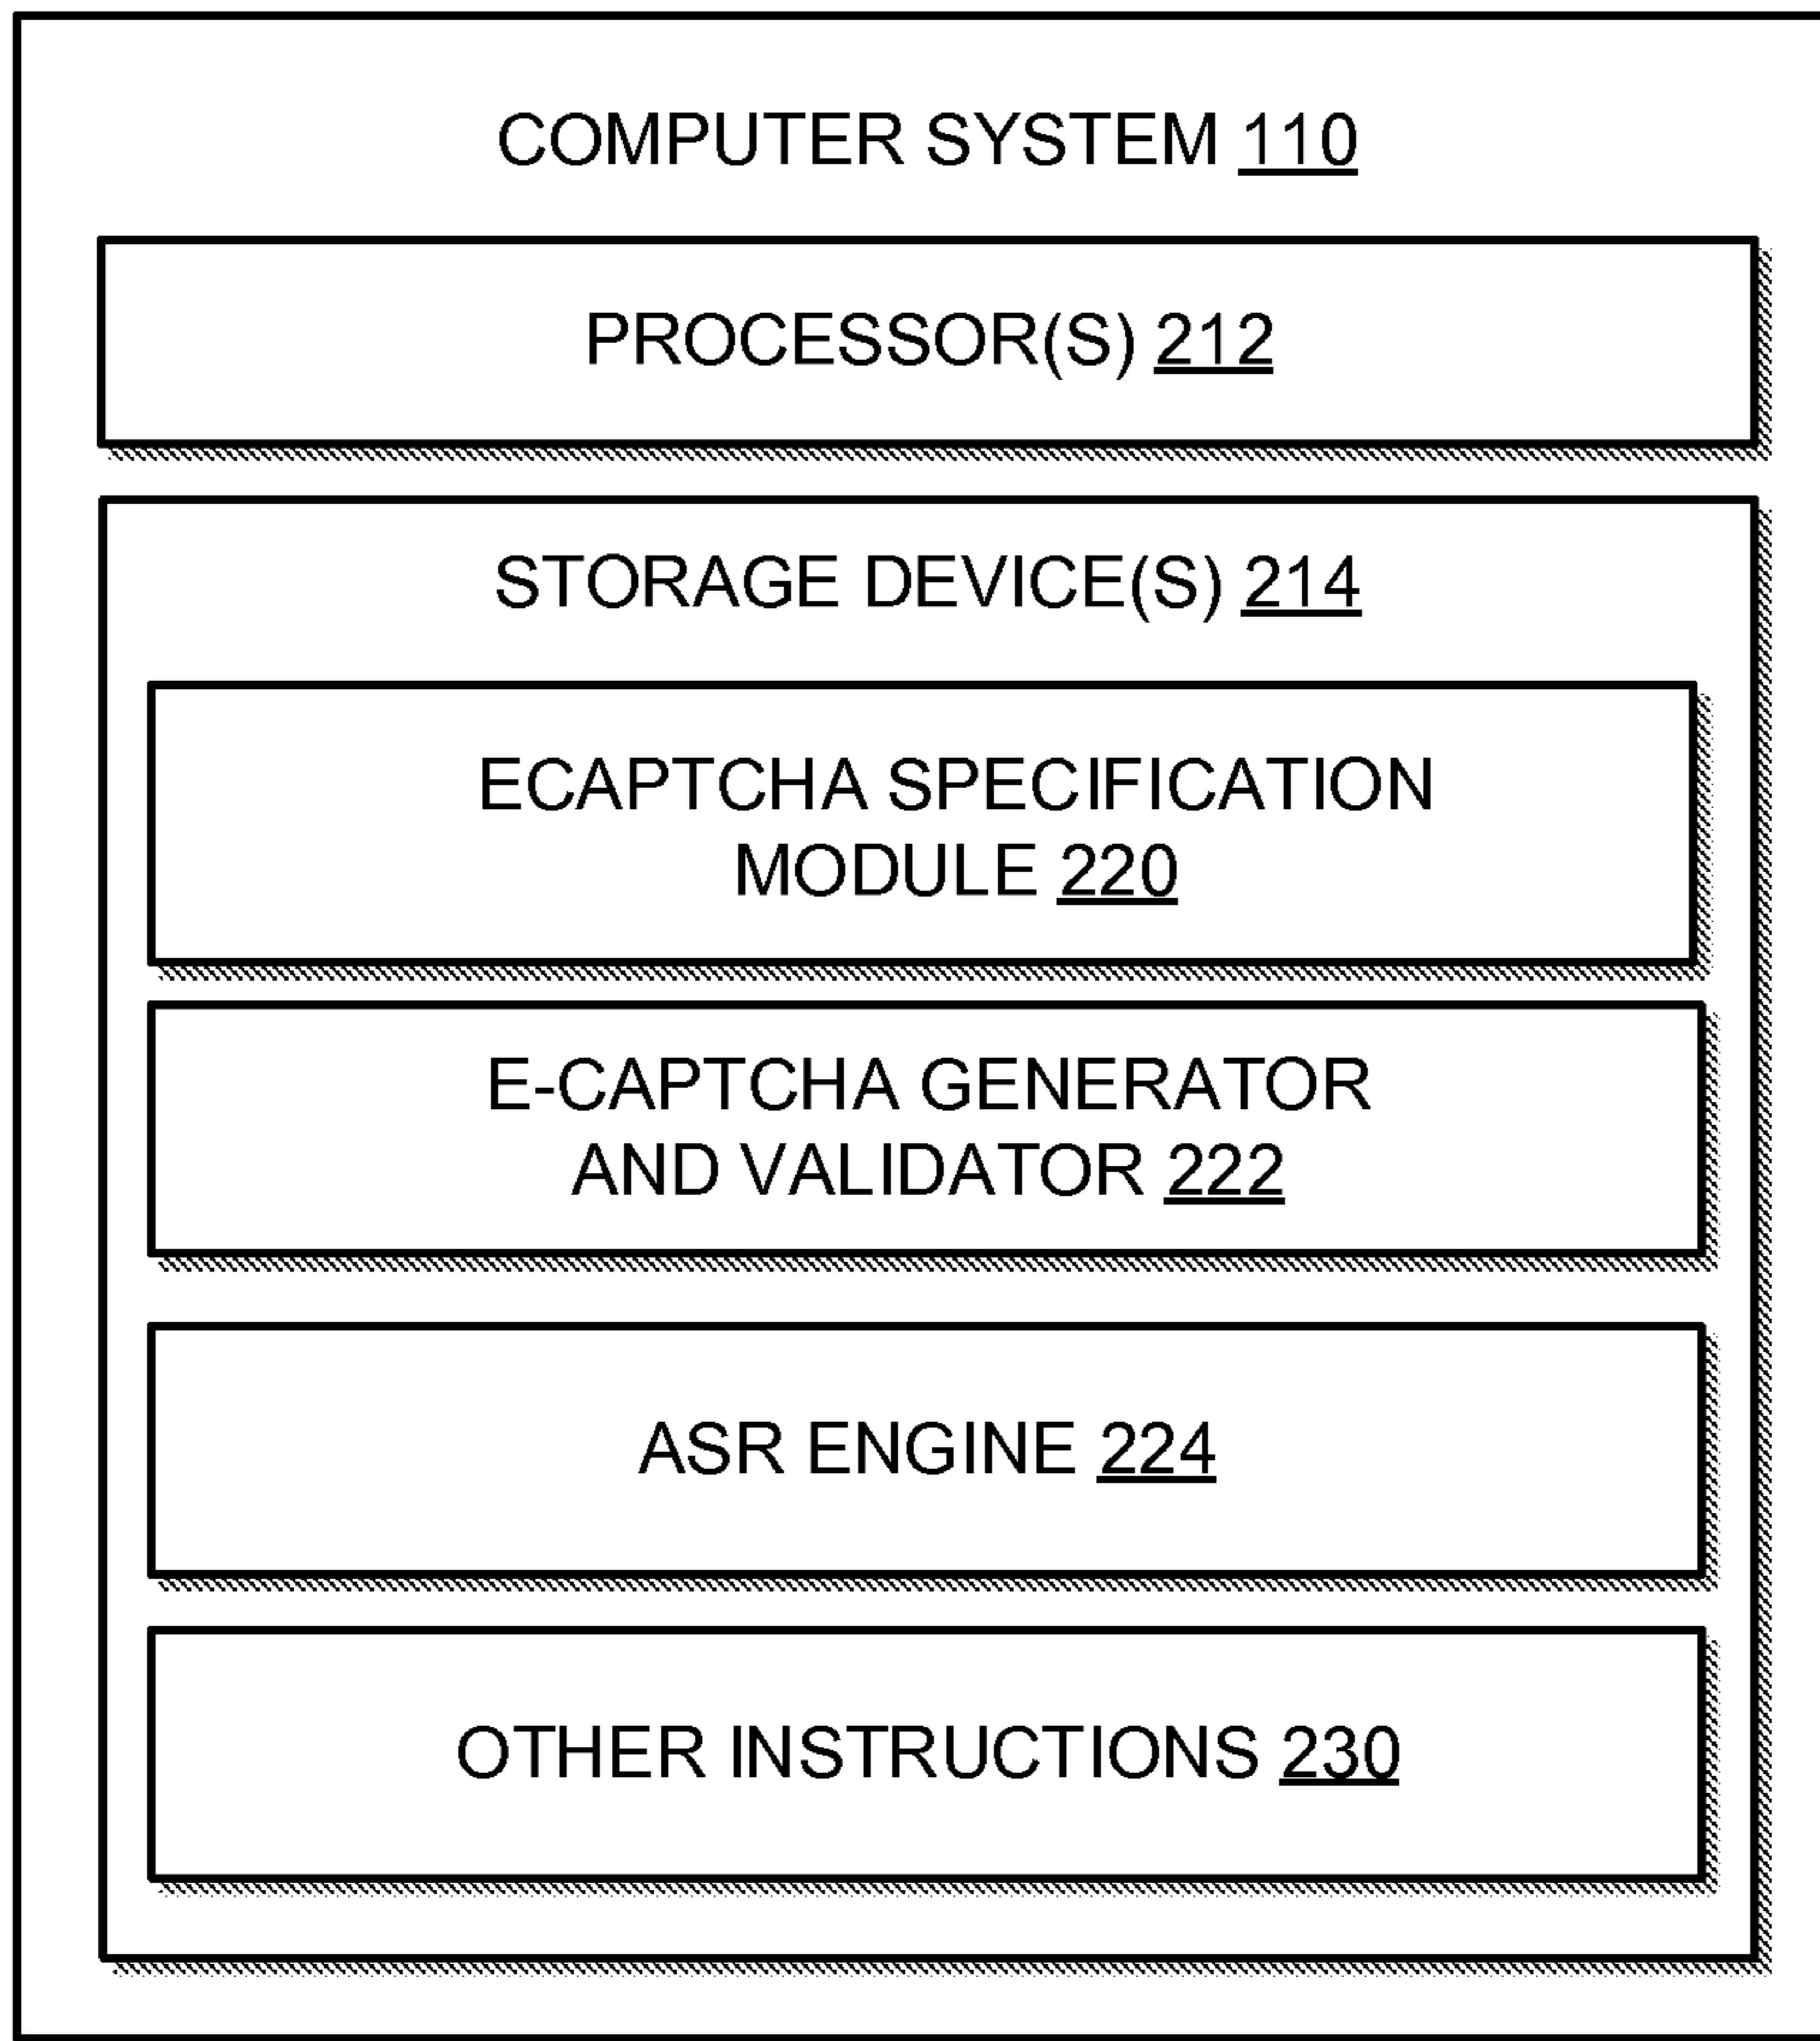 COMPUTER SYSTEM 110
PROCESSOR(S) 212
STORAGE DEVICE(S) 214
ECAPTCHA SPECIFICATION
MODULE 220
E-CAPTCHA GENERATOR
AND VALIDATOR 222
ASR ENGINE 224
OTHER INSTRUCTIONS 230